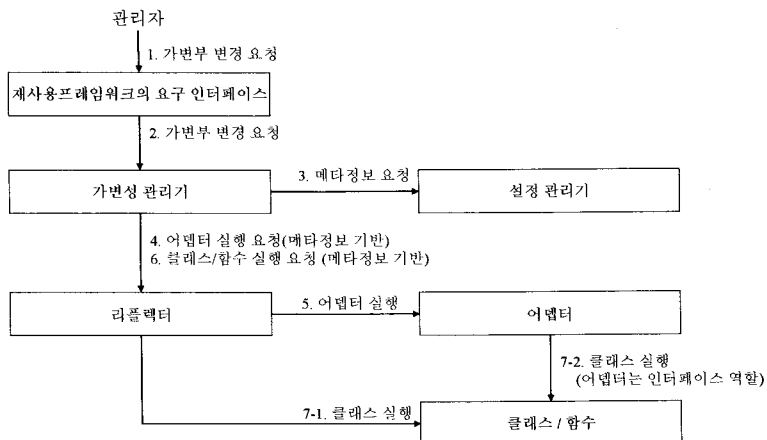 관리자
1. 가변부 변경 요청
재사용프레임워크의 요구 인터페이스
2. 가변부 변경 요청
가변성 관리기
3. 메타정보 요청
설정 관리기
4. 어뎁터 실행 요청(매타정보 기반)
6. 클래스/함수 실행 요청 (메타정보 기반)
리플렉터
5. 어뎁터 실행
어뎁터
7-2. 클래스 실행
(어뎁터는 인터페이스 역할)
7-1. 클래스 실행
클래스 / 함수